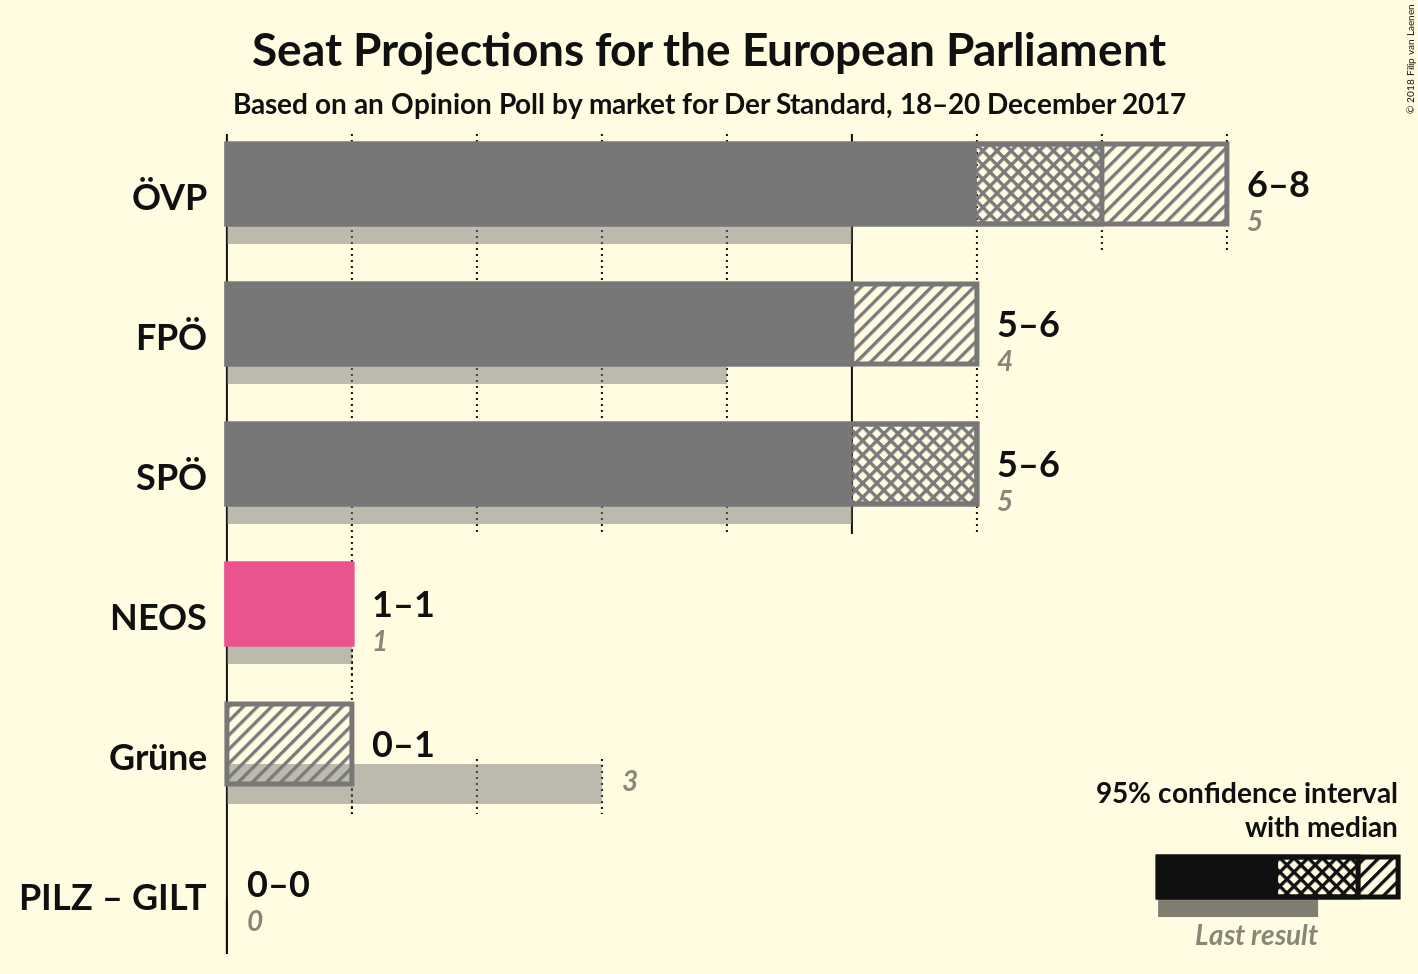 Seat Projections for the European Parliament
Based on an Opinion Poll by market for Der Standard, 18–20 December 2017
© 2018 Filip van Laenen
ÖVP
6–8
5
FPÖ
5–6
4
SPÖ
5–6
5
NEOS
1–1
1
Grüne
0–1
3
PILZ – GILT
0–0
0
95% confidence interval
with median
Last result